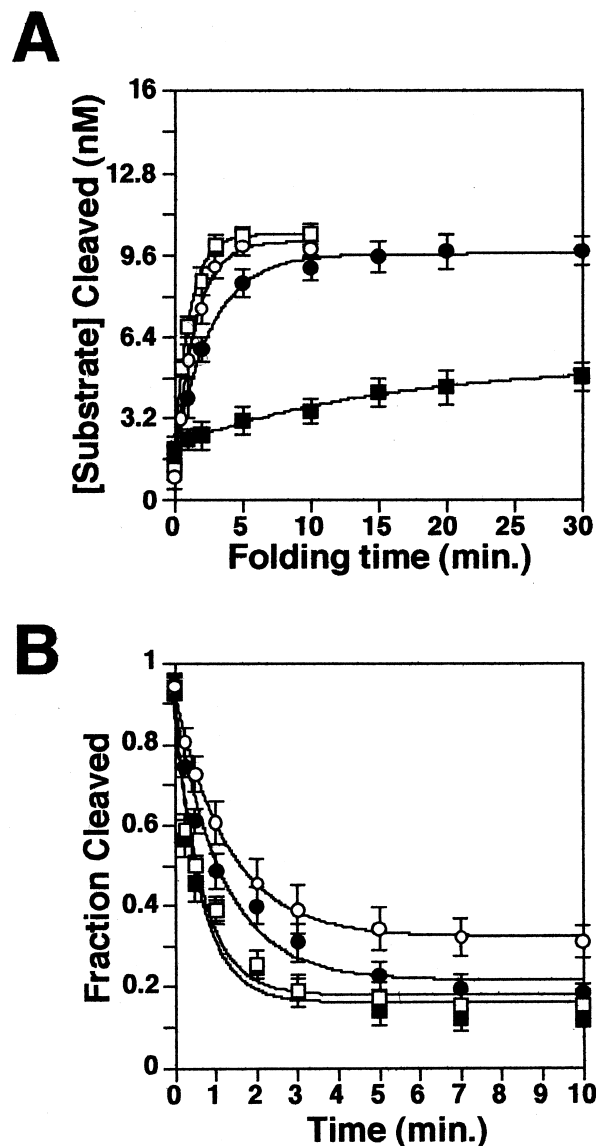 A
[Substrate] Cleaved (nM)
16
12.8
9.6
6.4
3.2
0
0 5 10 15 20 25 30
Folding time (min.)
B
Fraction Cleaved
1
0.8
0.6
0.4
0.2
0
0 1 2 3 4 5 6 7 8 9 10
Time (min.)